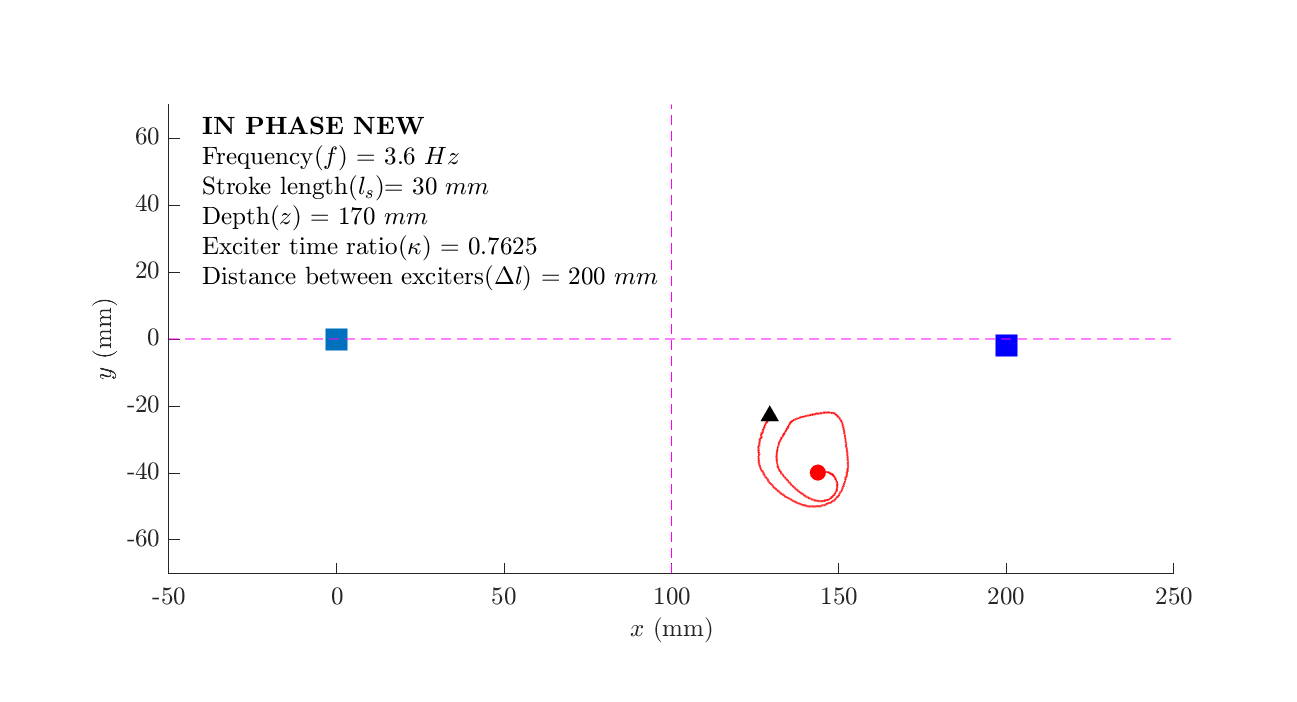 IN PHASE NEW
Frequency(f) = 3.6 Hz
Stroke length(lₛ)= 30 mm
Depth(z) = 170 mm
Exciter time ratio(κ) = 0.7625
Distance between exciters(Δl) = 200 mm
60
40
20
0
-20
-40
-60
y (mm)
-50 0 50 100 150 200 250
x (mm)